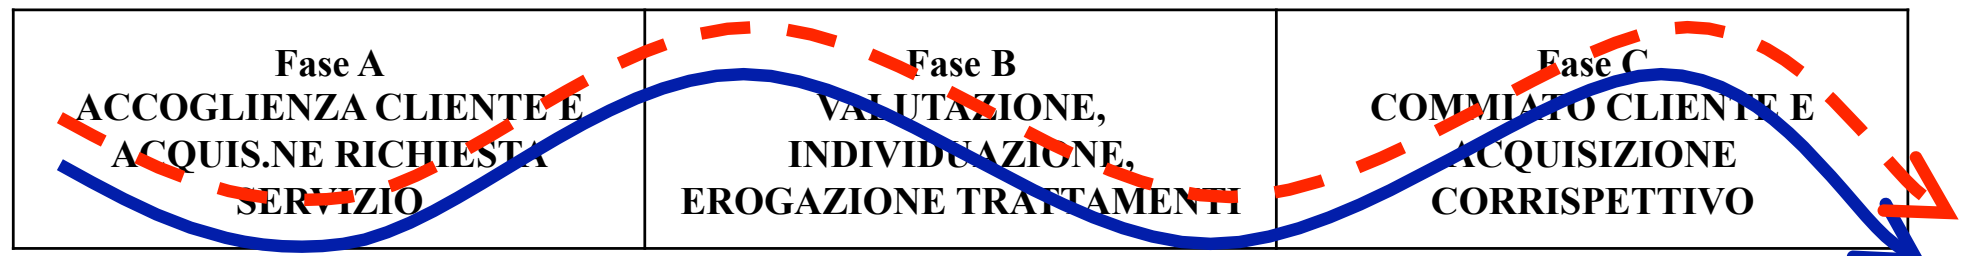 Fase A
ACCOGLIENZA CLIENTE E
ACQUIS.NE RICHIESTA
SERVIZIO
Fase B
VALUTAZIONE,
INDIVIDUAZIONE,
EROGAZIONE TRATTAMENTI
Fase C
COMMIATO CLIENTE E
ACQUISIZIONE
CORRISPETTIVO